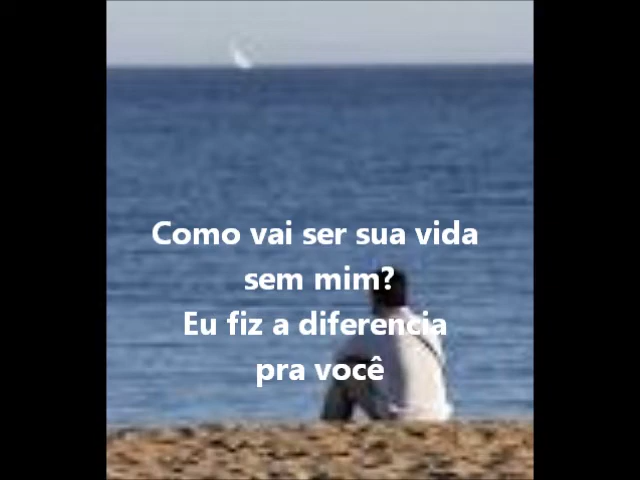 Como vai ser sua vida
sem mim?
Eu fiz a diferencia
pra você